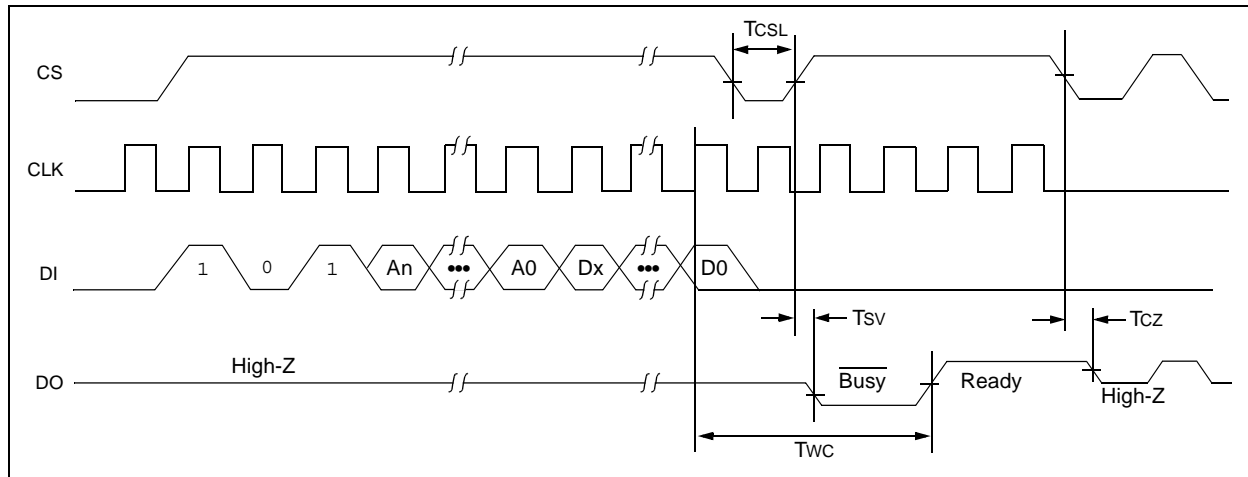 TCSL
CS
CLK
DI
1 0 1 An ••• A0 Dx ••• D0
TSV
TCZ
DO
High-Z
Busy
Ready
High-Z
TWC